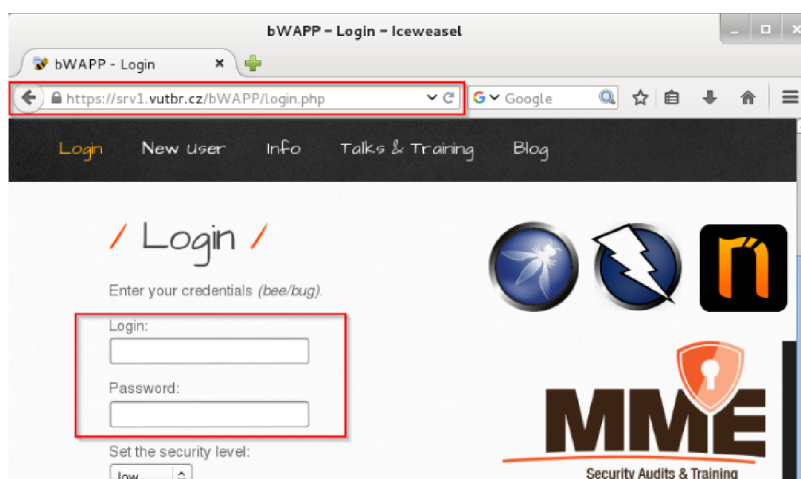 bWAPP - Login - Iceweasel
bWAPP - Login
https://srv1.vutbr.cz/bWAPP/login.php
Google
Login New User Info Talks & Training Blog
/ Login /
Enter your credentials (bee/bug).
Login:
Password:
Set the security level:
low
MME
Security Audits & Training